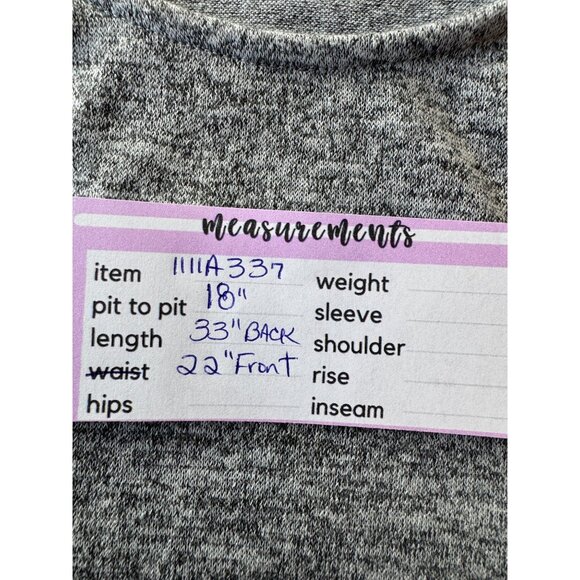 measurements
item 1111A337
pit to pit 18"
length 33" BACK
waist 22" Front
hips
weight
sleeve
shoulder
rise
inseam